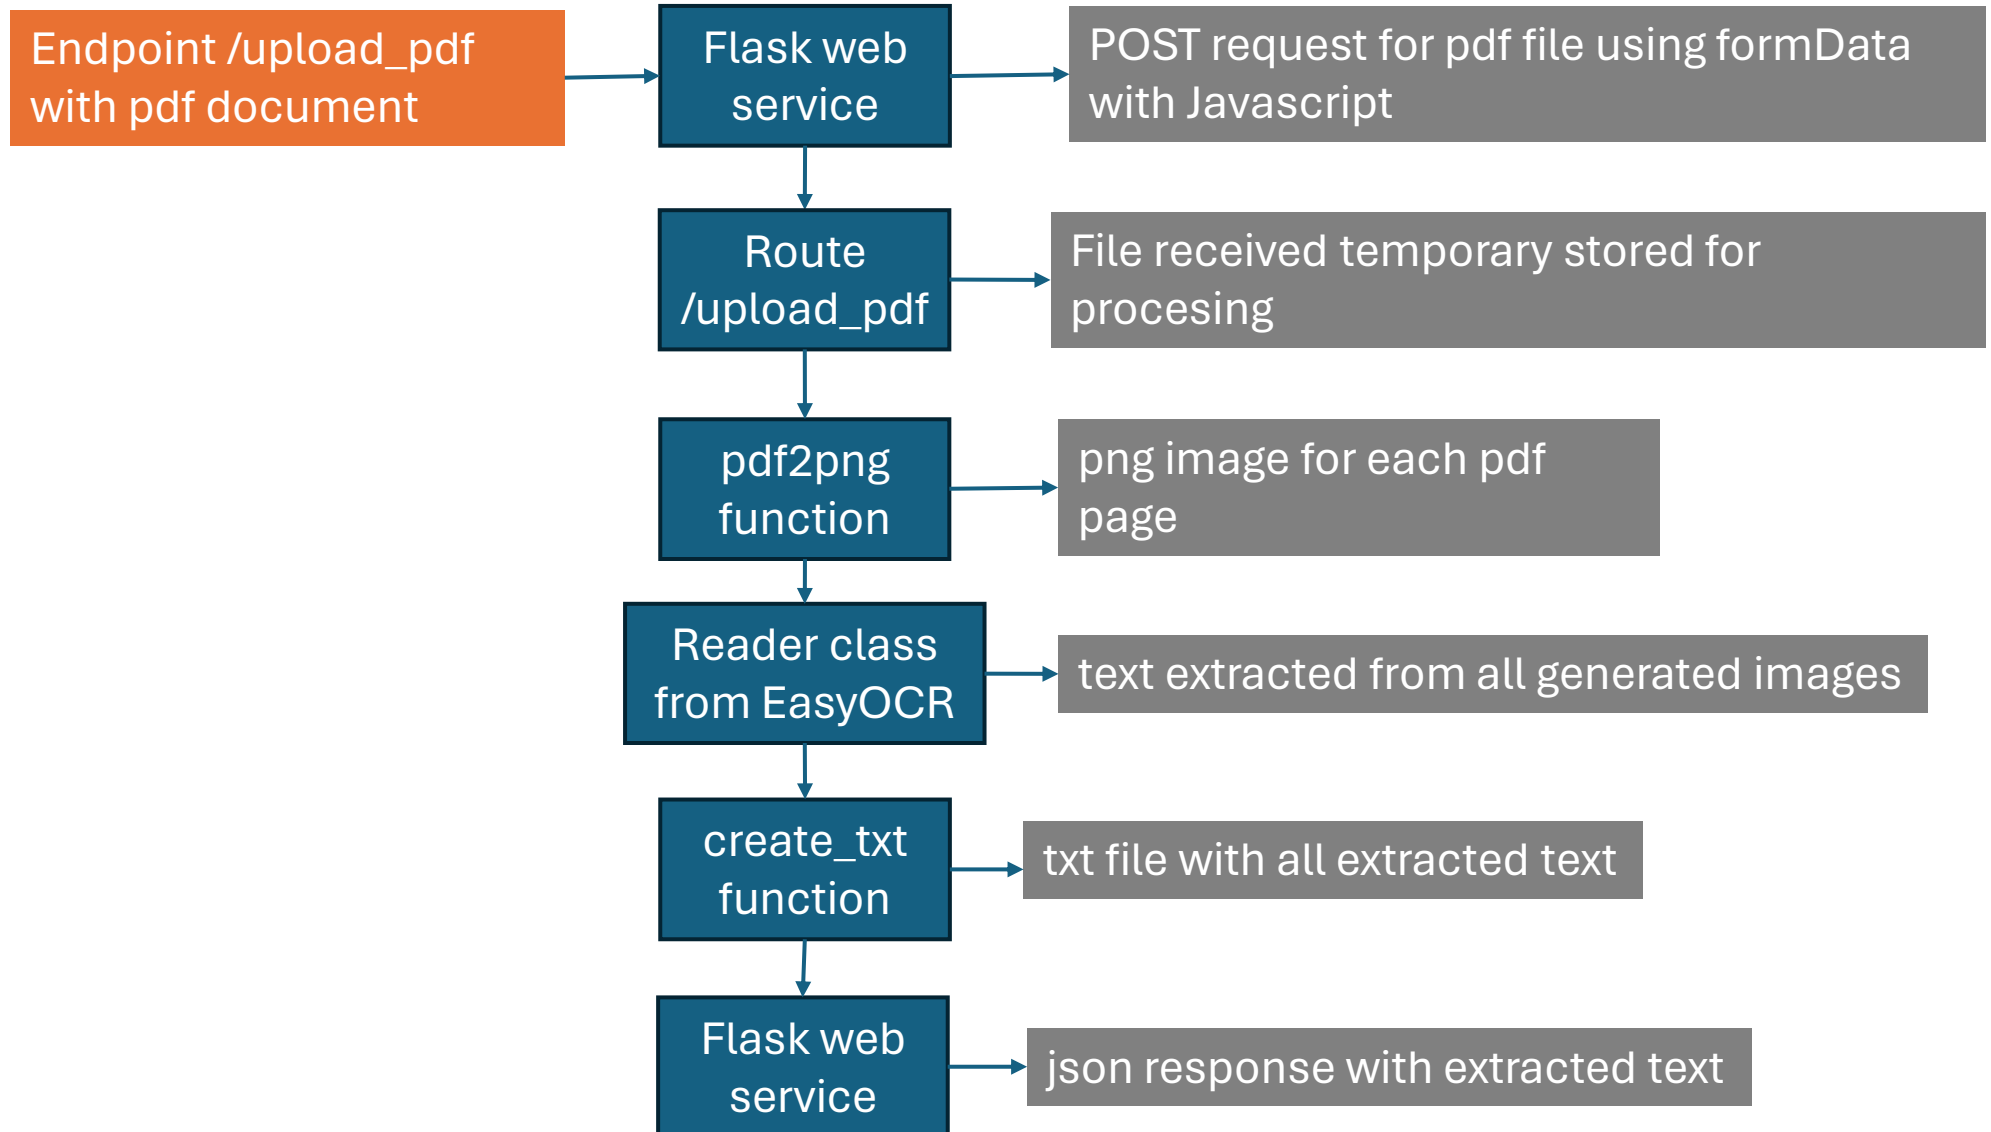 Endpoint /upload_pdf
with pdf document
Flask web
service
POST request for pdf file using formData
with Javascript
Route
/upload_pdf
File received temporary stored for
procesing
pdf2png
function
png image for each pdf
page
Reader class
from EasyOCR
text extracted from all generated images
create_txt
function
txt file with all extracted text
Flask web
service
json response with extracted text